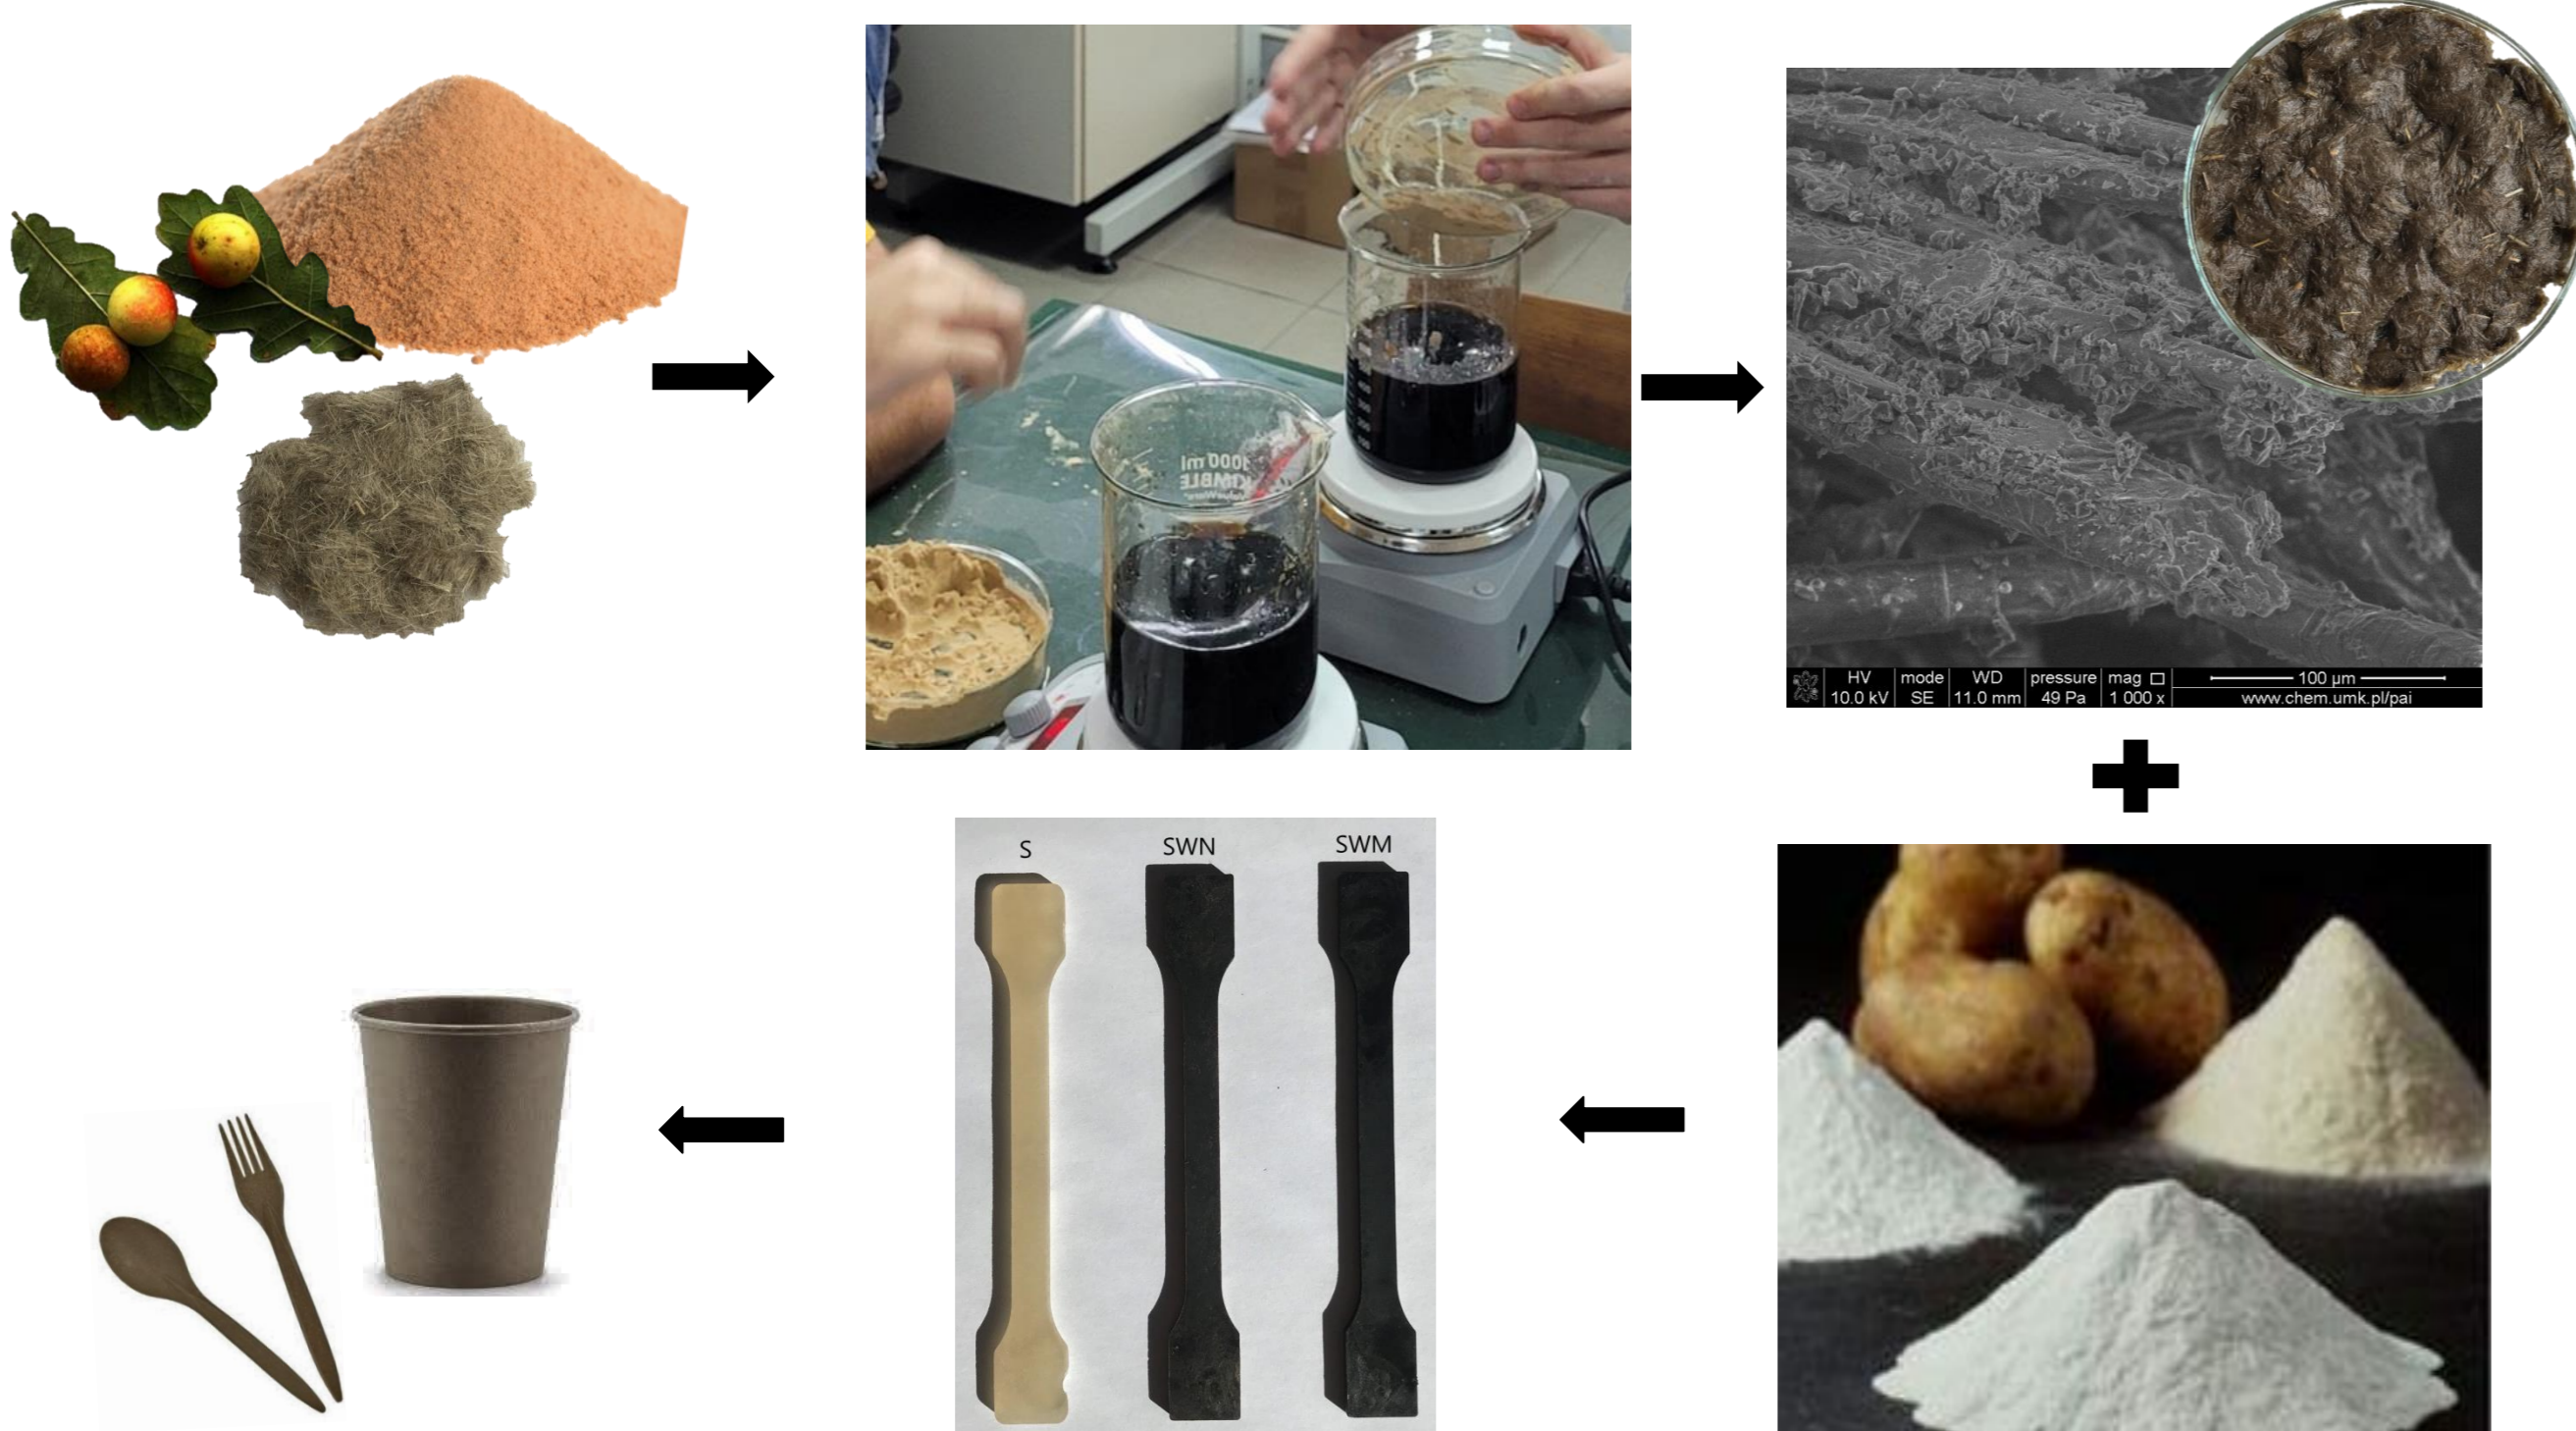 1000 ml
KIMBLE
ValueWare
HV mode WD pressure mag □ 100 µm
10.0 kV SE 11.0 mm 49 Pa 1 000 x www.chem.umk.pl/pai
S SWN SWM